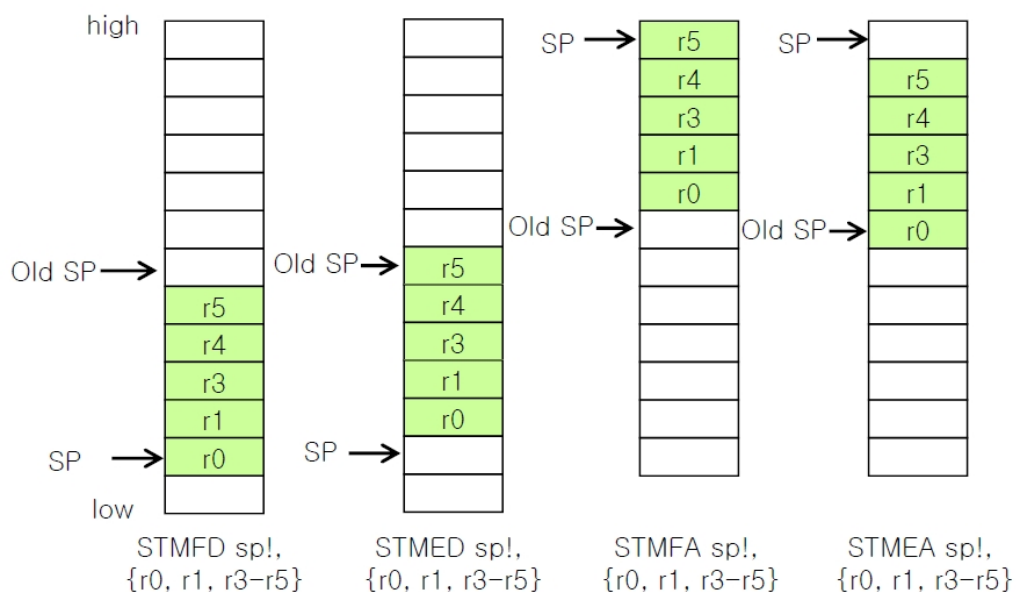 high
SP
r5
r4
r3
r1
r0
Old SP
SP
r5
r4
r3
r1
r0
Old SP
Old SP
r5
r4
r3
r1
r0
SP
Old SP
r5
r4
r3
r1
r0
SP
low
STMFD sp!,
{r0, r1, r3-r5}
STMED sp!,
{r0, r1, r3-r5}
STMFA sp!,
{r0, r1, r3-r5}
STMEA sp!,
{r0, r1, r3-r5}